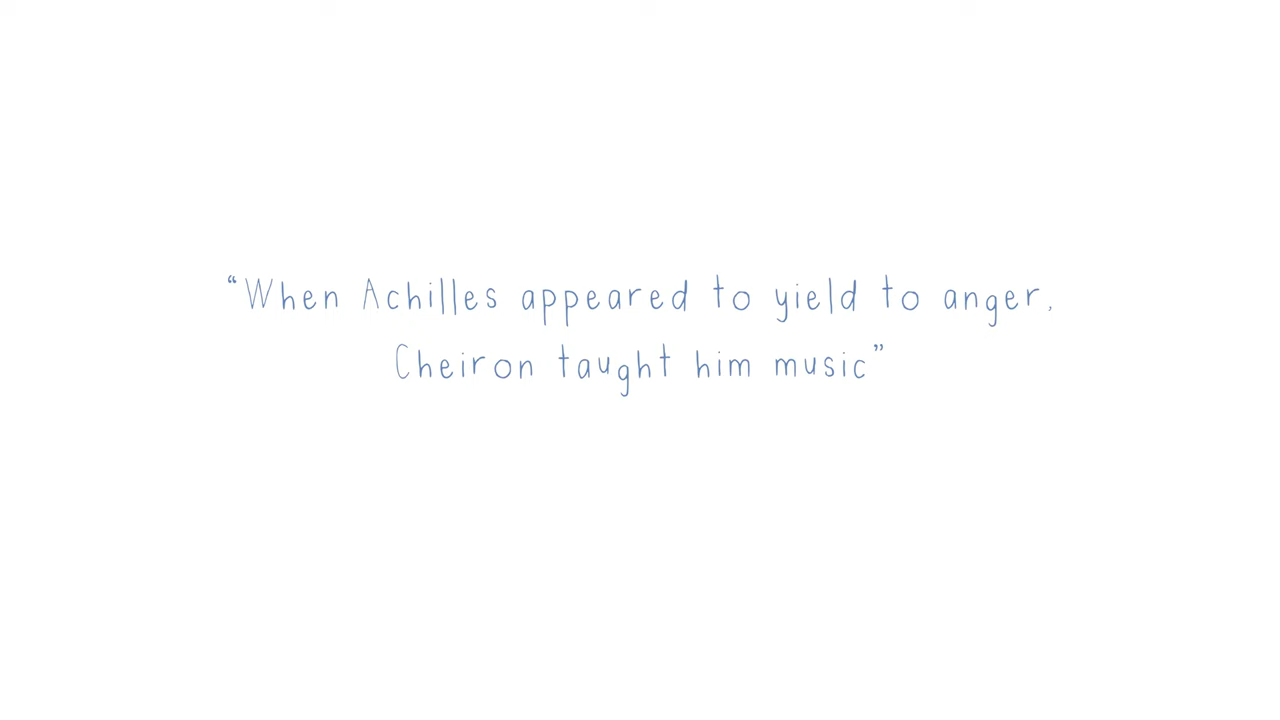 “When Achilles appeared to yield to anger,
Cheiron taught him music”